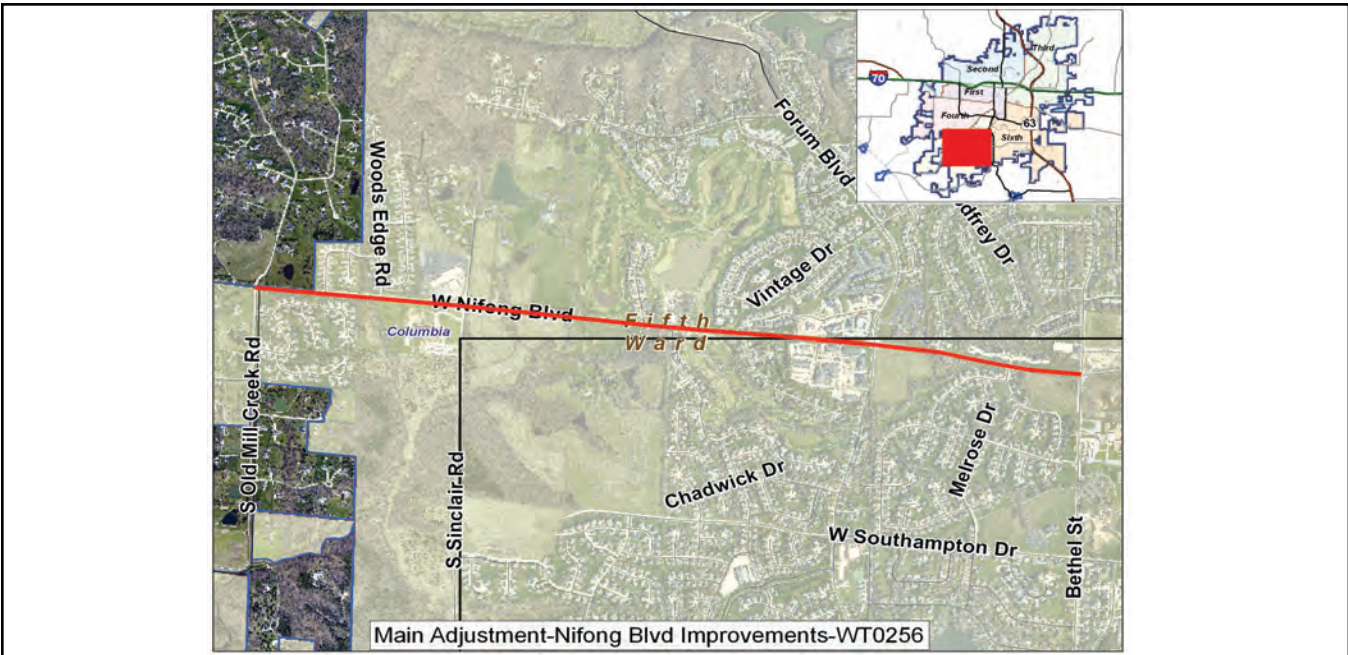 Third
Second
70
First
Fourth
63
Sixth
Forum Blvd
Woods Edge Rd
dfrey Dr
Vintage Dr
W Nifong Blvd
Columbia
Fifth
Ward
S Old Mill Creek Rd
S Sinclair Rd
Chadwick Dr
Melrose Dr
W Southampton Dr
Bethel St
Main Adjustment-Nifong Blvd Improvements-WT0256